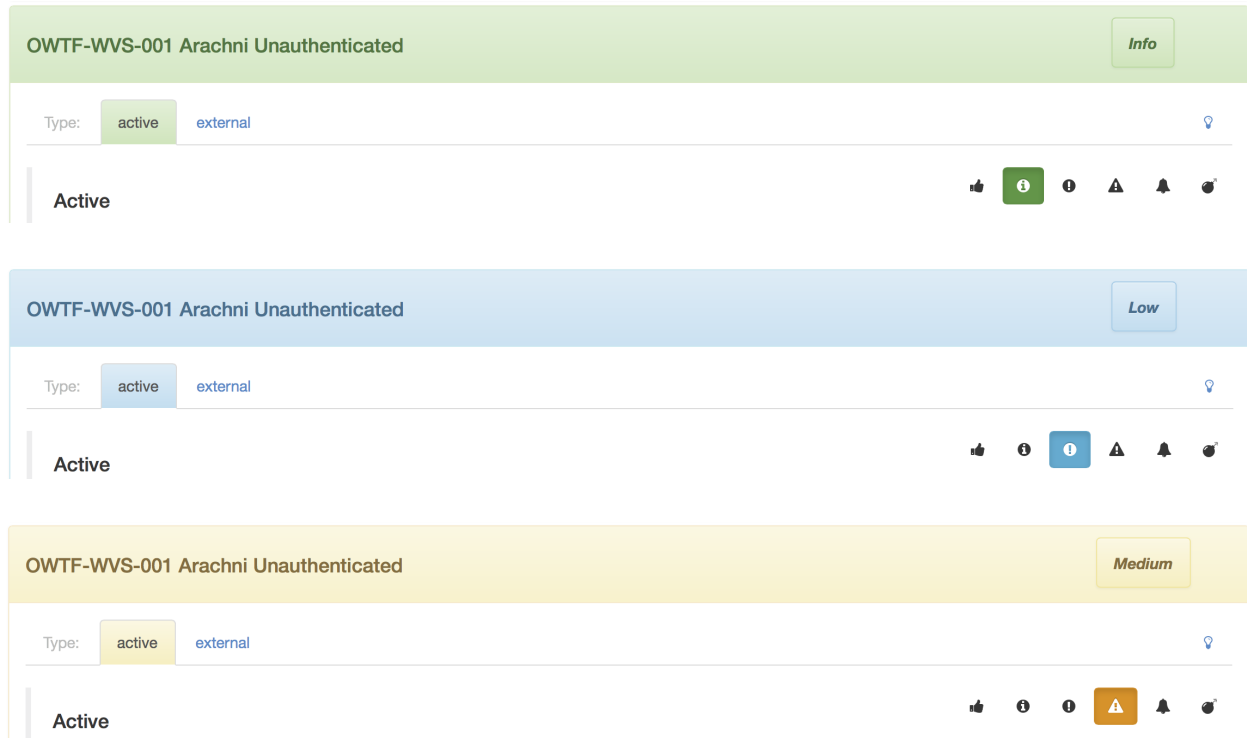 OWTF-WVS-001 Arachni Unauthenticated Info
Type: active external
Active
OWTF-WVS-001 Arachni Unauthenticated Low
Type: active external
Active
OWTF-WVS-001 Arachni Unauthenticated Medium
Type: active external
Active